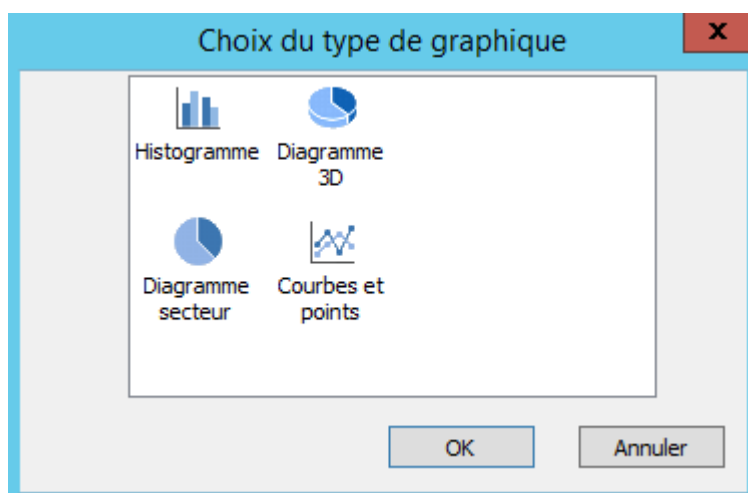 Choix du type de graphique
x
Histogramme
Diagramme
3D
Diagramme
secteur
Courbes et
points
OK
Annuler